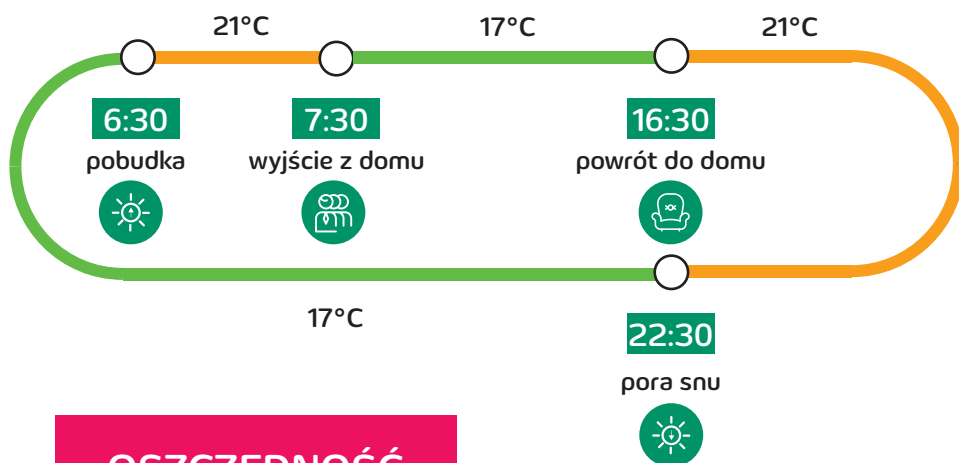 21°C
17°C
21°C
6:30
7:30
16:30
pobudka
wyjście z domu
powrót do domu
17°C
22:30
pora snu
OSZCZĘDNOŚĆ